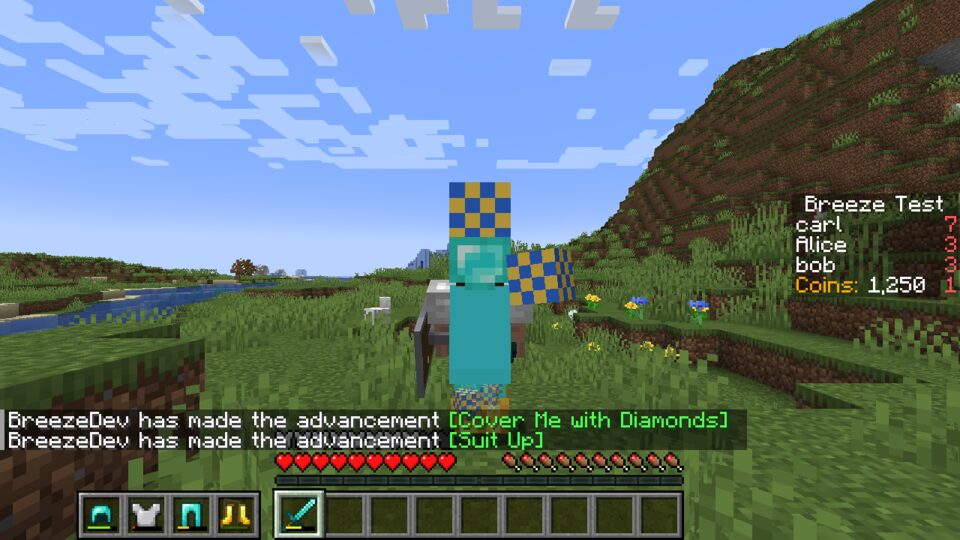 Breeze Test
carl 7
Alice 3
bob 3
Coins: 1,250 1
BreezeDev has made the advancement [Cover Me with Diamonds]
BreezeDev has made the advancement [Suit Up]